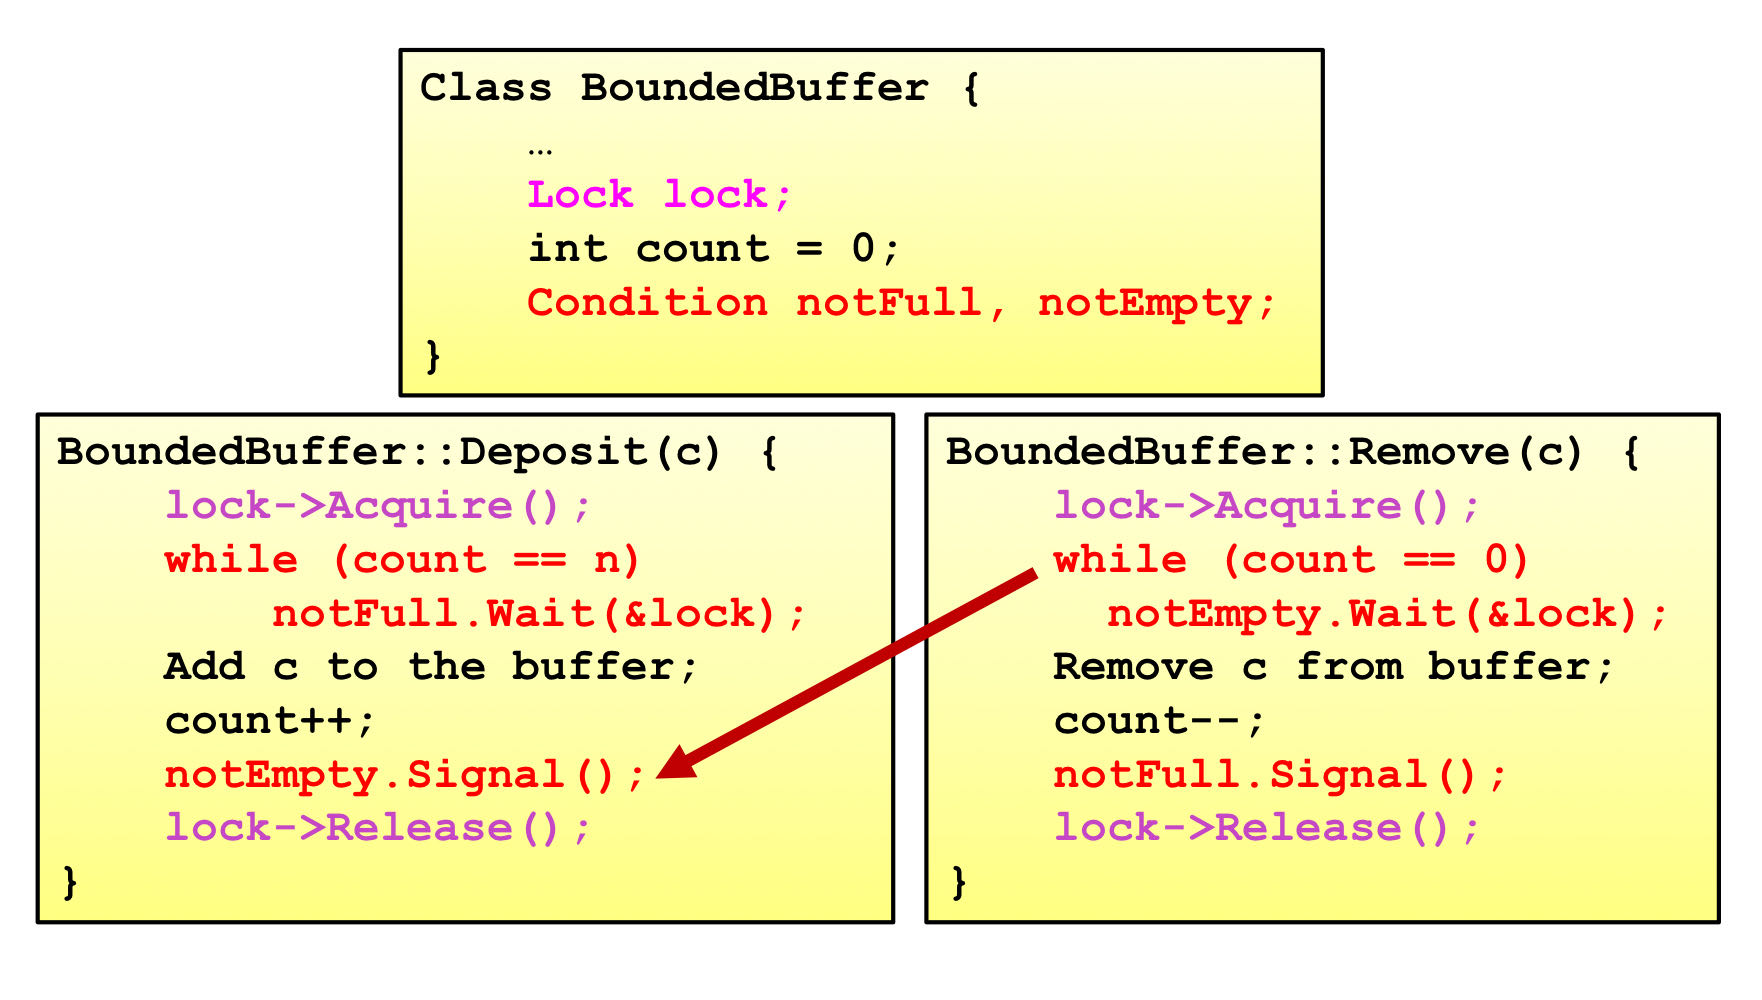 Class BoundedBuffer {
…
Lock lock;
int count = 0;
Condition notFull, notEmpty;
}
BoundedBuffer::Deposit(c) {
lock->Acquire();
while (count == n)
notFull.Wait(&lock);
Add c to the buffer;
count++;
notEmpty.Signal();
lock->Release();
}
BoundedBuffer::Remove(c) {
lock->Acquire();
while (count == 0)
notEmpty.Wait(&lock);
Remove c from buffer;
count--;
notFull.Signal();
lock->Release();
}